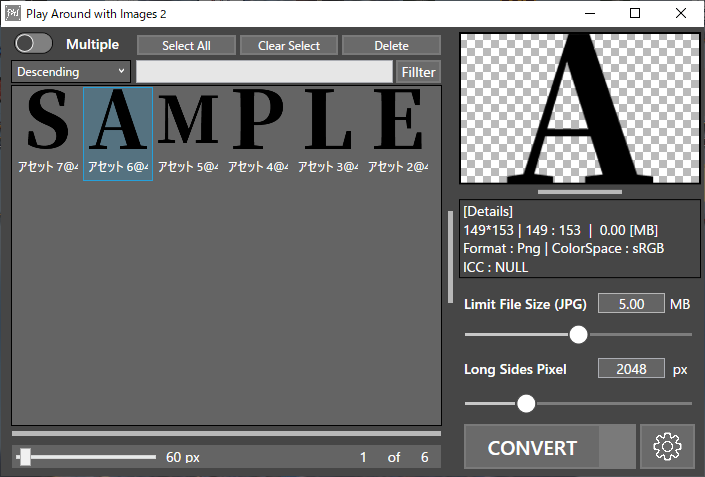 PAI Play Around with Images 2
Multiple Select All Clear Select Delete
Descending Fillter
S A M P L E
アセット 7@4 アセット 6@4 アセット 5@4 アセット 4@4 アセット 3@4 アセット 2@4
60 px 1 of 6
A
[Details]
149*153 | 149 : 153 | 0.00 [MB]
Format : Png | ColorSpace : sRGB
ICC : NULL
Limit File Size (JPG) 5.00 MB
Long Sides Pixel 2048 px
CONVERT